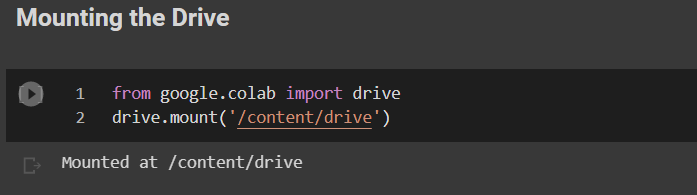 Mounting the Drive
1 from google.colab import drive
2 drive.mount('/content/drive')
Mounted at /content/drive